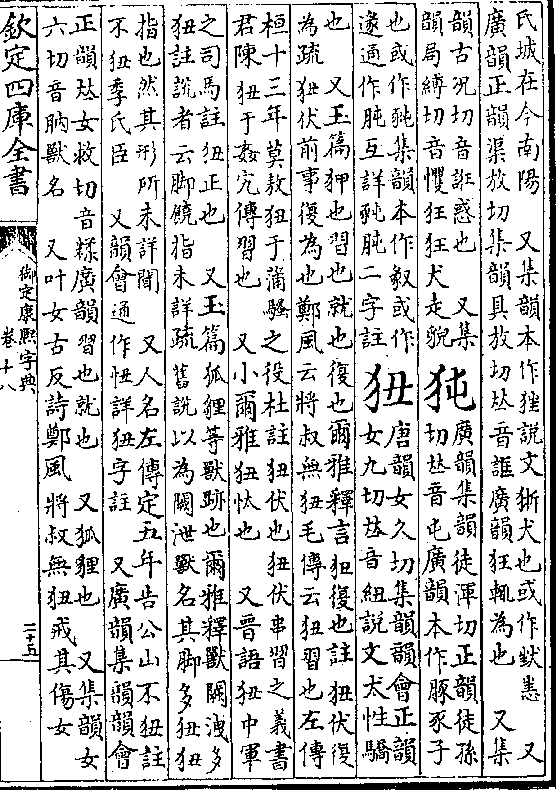 氏城在今南陽　又集韻本作狴說文狾犬也或作㹤恚　又
廣韻正韻渠放切集韻具放切𠀤音誑廣韻狂輒為也　又集
韻古況切音誑惑也　又集
韻局縛切音戄狂狂犬走貌
㹠
廣韻集韻徒渾切正韻徒孫
切𠀤音屯廣韻本作豚豕子
也或作豘集韻本作或作
遂通作肫互詳豘肫二字註
狃
唐韻女久切集韻韻會正韻
女九切𠀤音紐說文犬性驕
也　又玉篇狎也習也就也復也爾雅釋言狃復也註狃伏復
為疏狃伏前事復為也鄭風云將叔無狃毛傳云狃習也左傳
桓十三年莫敖狃于蒲騷之役杜註狃伏也狃伏串習之義書
君陳狃于姦宄傳習也　又小爾雅狃忕也　又晉語狃中軍
之司馬註狃正也　又玉篇狐貍等獸跡也爾雅釋獸闕洩多
狃註說者云脚饒指未詳疏舊說以為闕泄獸名其脚多狃狃
指也然其形所未詳聞　又人名左傳定五年告公山不狃註
不狃季氏臣　又韻會通作忸詳狃字註　又廣韻集韻韻會
正韻𠀤女救切音糅廣韻習也就也　又狐貍也　又集韻女
六切音肭獸名　又叶女古反詩鄭風將叔無狃戒其傷女
欽定四庫全書
御定康熙字典
卷十八
二十五